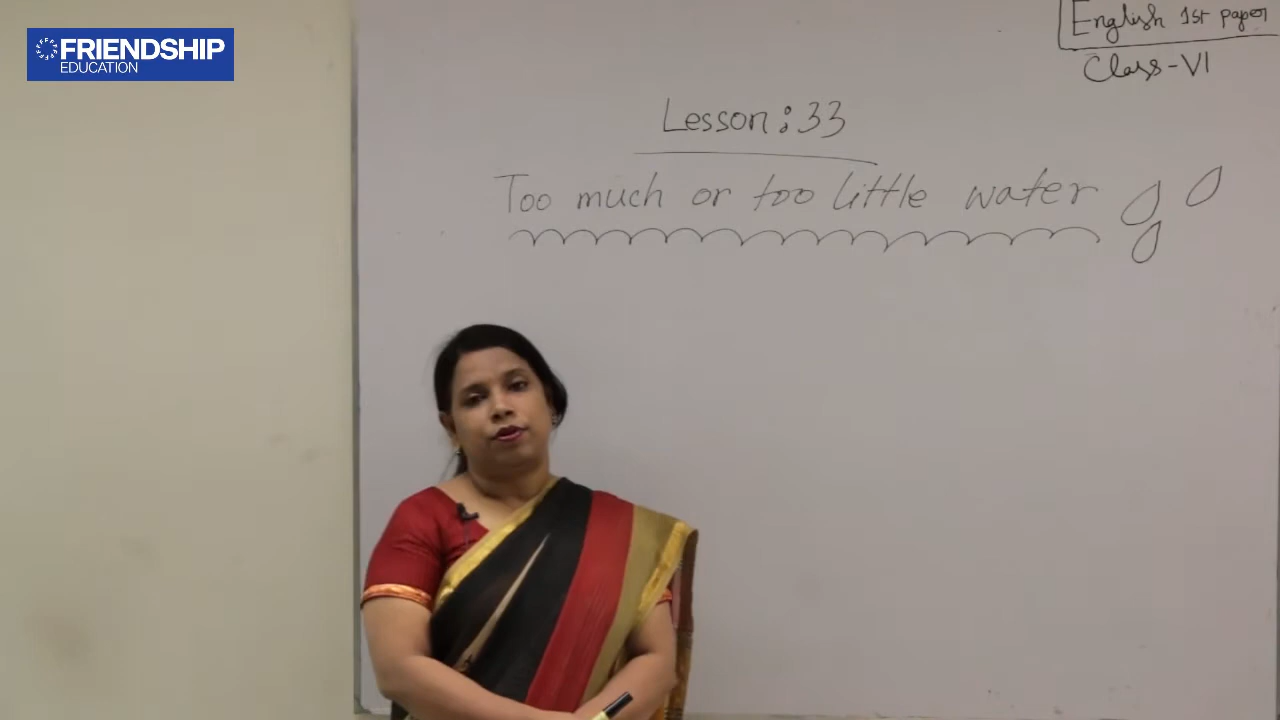 FRIENDSHIP
EDUCATION
English 1st paper
Class-VI
Lesson: 33
Too much or too little water